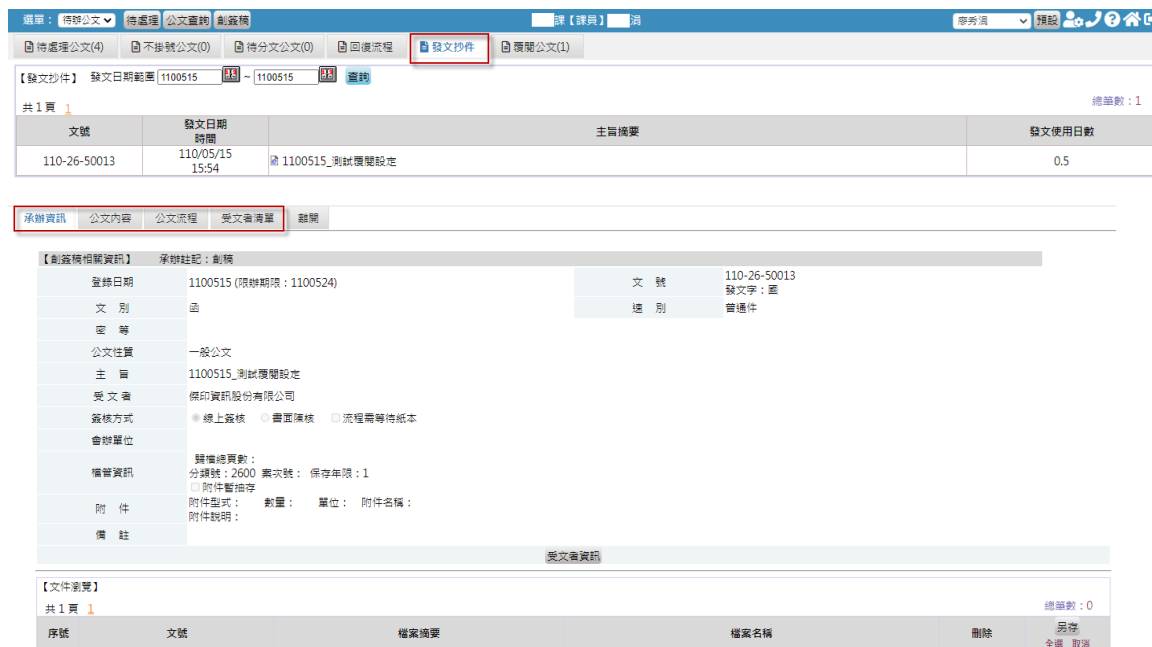 選單： 待辦公文 待處理 公文查詢 創簽稿 課【課員】 涓 廖秀涓 預設
待處理公文(4) 不掛號公文(0) 待分文公文(0) 回復流程 發文抄件 覆閱公文(1)
【發文抄件】 發文日期範圍 1100515 ~ 1100515 查詢
共1頁 1 總筆數：1
文號 發文日期時間 主旨摘要 發文使用日數
110-26-50013 110/05/15 15:54 1100515_測試覆閱設定 0.5
承辦資訊 公文內容 公文流程 受文者清單 離開
【創簽稿相關資訊】 承辦註記：創稿
登錄日期 1100515 (限辦期限：1100524) 文 號 110-26-50013
發文字：國
文 別 函 速 別 普通件
密 等
公文性質 一般公文
主 旨 1100515_測試覆閱設定
受 文 者 傑印資訊股份有限公司
簽核方式 線上簽核 書面陳核 流程需等待紙本
會辦單位
歸檔總頁數：
檔管資訊 分類號：2600 案次號： 保存年限：1
附件暫抽存
附 件 附件型式： 數量： 單位： 附件名稱：
附件說明：
備 註
受文者資訊
【文件瀏覽】
共1頁 1 總筆數：0
序號 文號 檔案摘要 檔案名稱 刪除 另存
全選 取消